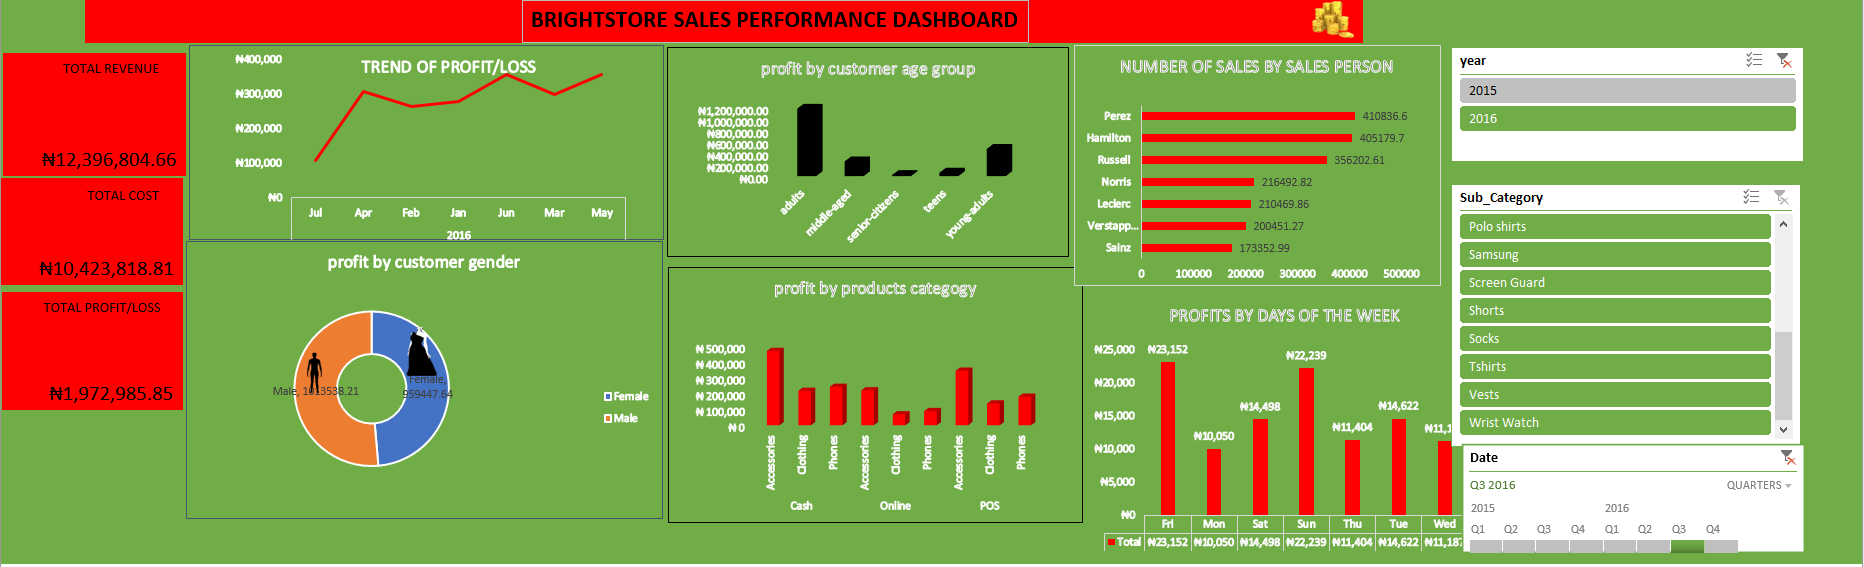 BRIGHTSTORE SALES PERFORMANCE DASHBOARD
TOTAL REVENUE
₦12,396,804.66
TOTAL COST
₦10,423,818.81
TOTAL PROFIT/LOSS
₦1,972,985.85
TREND OF PROFIT/LOSS
₦400,000
₦300,000
₦200,000
₦100,000
₦0
Jul Apr Feb Jan Jun Mar May
2016
profit by customer gender
Male, 1013538.21
Female,
959447.64
Female
Male
profit by customer age group
₦1,200,000.00
₦1,000,000.00
₦800,000.00
₦600,000.00
₦400,000.00
₦200,000.00
₦0.00
adults
middle-aged
senior-citizens
teens
young-adults
profit by products categogy
₦ 500,000
₦ 400,000
₦ 300,000
₦ 200,000
₦ 100,000
₦ 0
Accessories Clothing Phones Accessories Clothing Phones Accessories Clothing Phones
Cash Online POS
NUMBER OF SALES BY SALES PERSON
Perez 410836.6
Hamilton 405179.7
Russell 356202.61
Norris 216492.82
Leclerc 210469.86
Verstapp... 200451.27
Sainz 173352.99
0 100000 200000 300000 400000 500000
PROFITS BY DAYS OF THE WEEK
₦25,000
₦20,000
₦15,000
₦10,000
₦5,000
₦0
₦23,152 ₦10,050 ₦14,498 ₦22,239 ₦11,404 ₦14,622 ₦11,1
Fri Mon Sat Sun Thu Tue Wed
Total ₦23,152 ₦10,050 ₦14,498 ₦22,239 ₦11,404 ₦14,622 ₦11,187
year
2015
2016
Sub_Category
Polo shirts
Samsung
Screen Guard
Shorts
Socks
Tshirts
Vests
Wrist Watch
Date
Q3 2016 QUARTERS
2015 2016
Q1 Q2 Q3 Q4 Q1 Q2 Q3 Q4